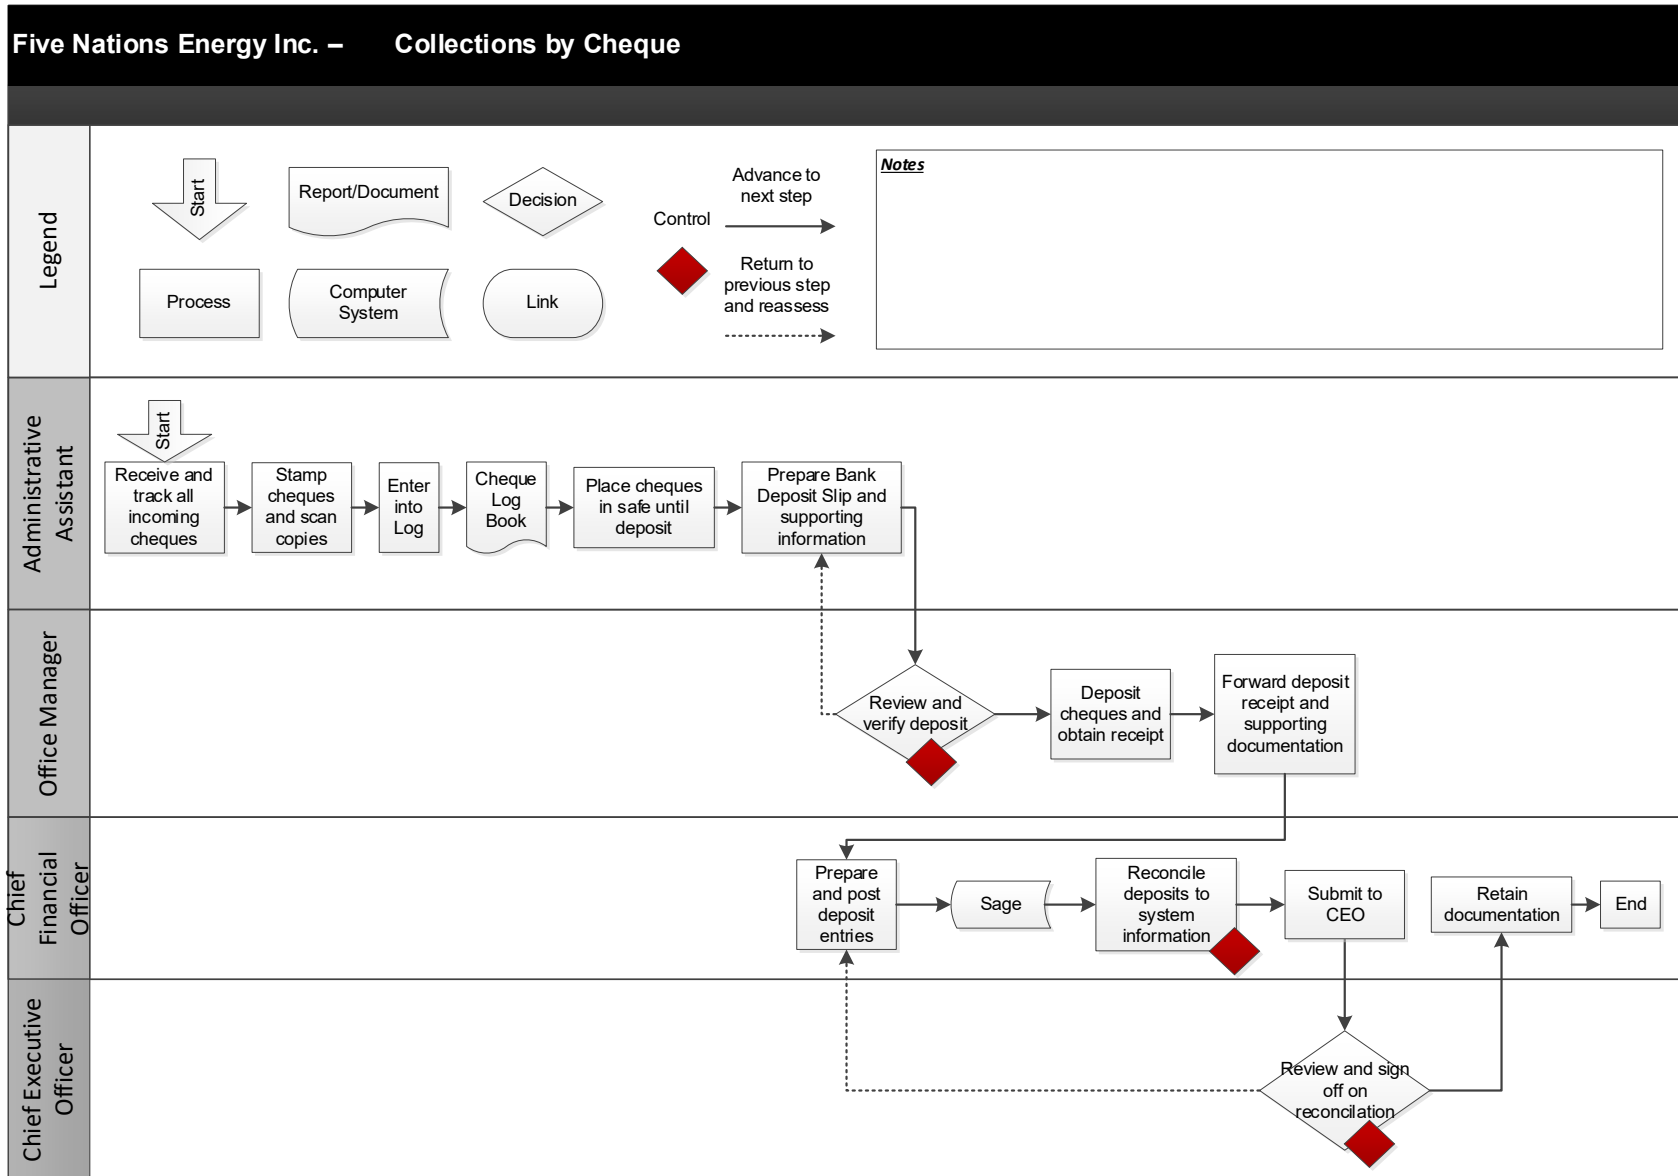 Five Nations Energy Inc. – Collections by Cheque
Legend
Start
Report/Document
Decision
Process
Computer
System
Link
Control
Advance to
next step
Return to
previous step
and reassess
Notes
Administrative
Assistant
Start
Receive and
track all
incoming
cheques
Stamp
cheques
and scan
copies
Enter
into
Log
Cheque
Log
Book
Place cheques
in safe until
deposit
Prepare Bank
Deposit Slip and
supporting
information
Office Manager
Review and
verify deposit
Deposit
cheques and
obtain receipt
Forward deposit
receipt and
supporting
documentation
Chief
Financial
Officer
Prepare
and post
deposit
entries
Sage
Reconcile
deposits to
system
information
Submit to
CEO
Retain
documentation
End
Chief Executive
Officer
Review and sign
off on
reconcilation